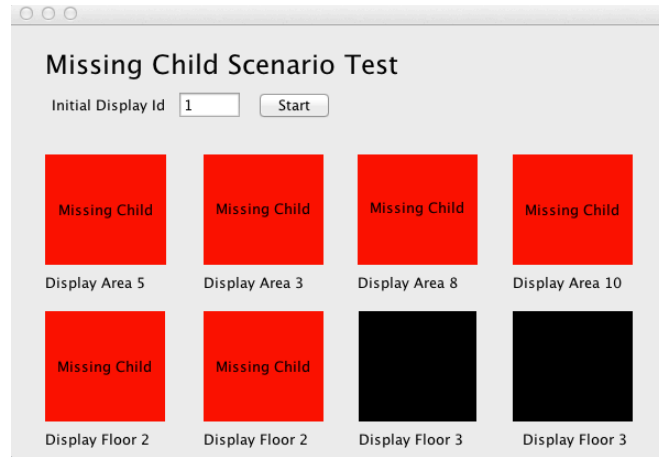 Missing Child Scenario Test
Initial Display Id 1 Start
Missing Child Missing Child Missing Child Missing Child
Display Area 5 Display Area 3 Display Area 8 Display Area 10
Missing Child Missing Child
Display Floor 2 Display Floor 2 Display Floor 3 Display Floor 3